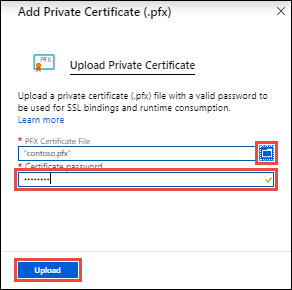 Add Private Certificate (.pfx)
PFX
Upload Private Certificate
Upload a private certificate (.pfx) file with a valid password to
be used for SSL bindings and runtime consumption.
Learn more
* PFX Certificate File
"contoso.pfx"
* Certificate password
••••••••
Upload